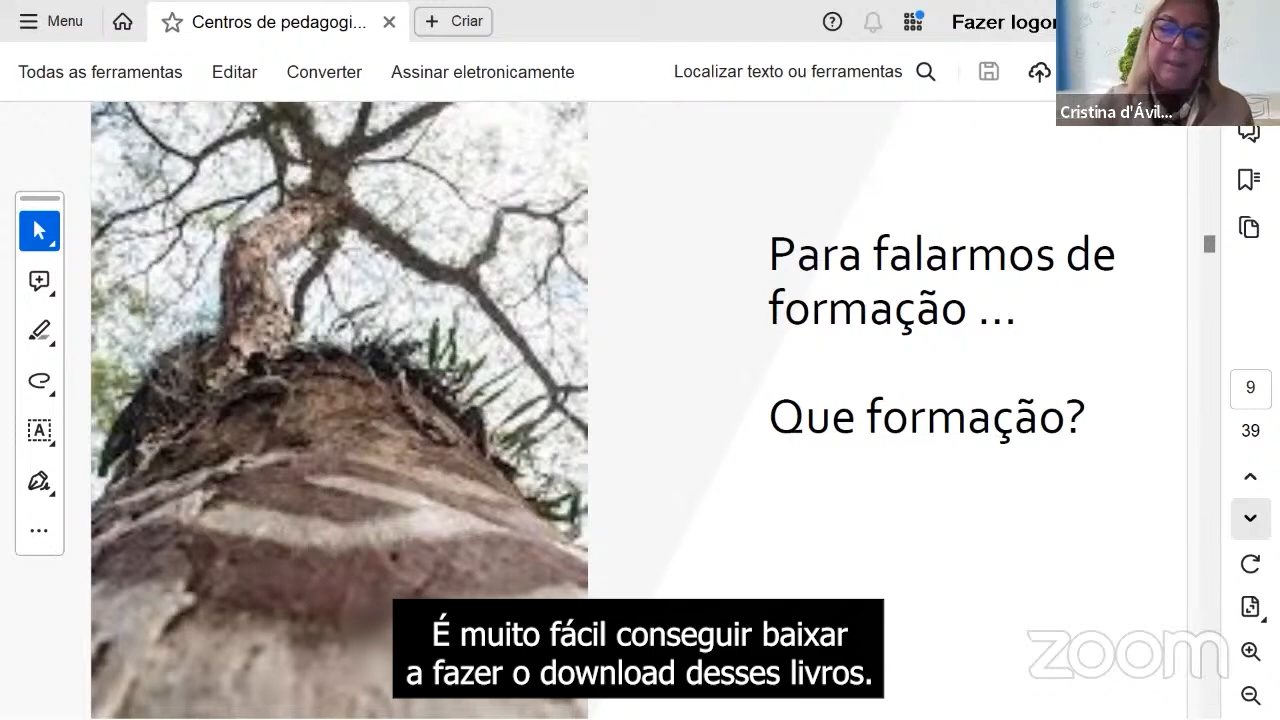 Menu
Centros de pedagogi...
Criar
Fazer logon
Todas as ferramentas
Editar
Converter
Assinar eletronicamente
Localizar texto ou ferramentas
Cristina d'Ávil...
Para falarmos de
formação ...
Que formação?
9
39
É muito fácil conseguir baixar
a fazer o download desses livros.
zoom